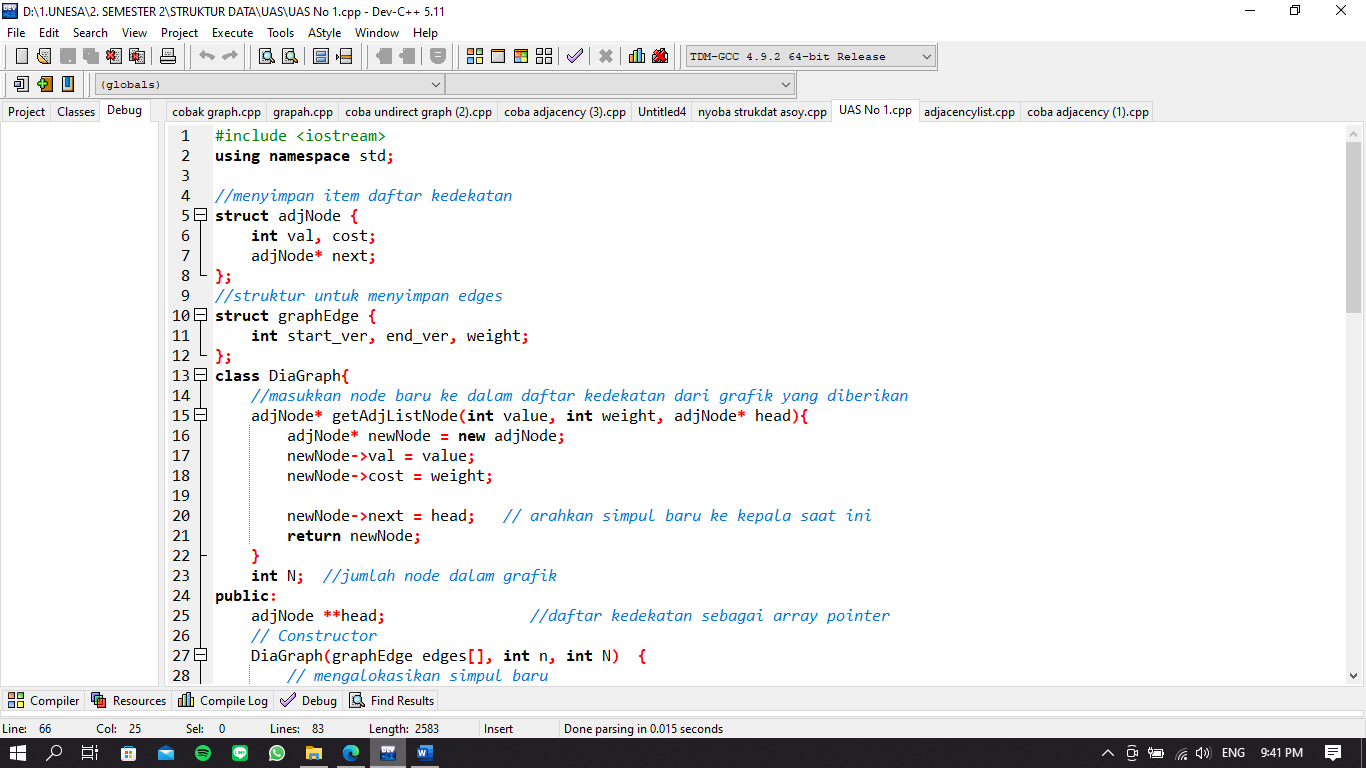 D:\1.UNESA\2. SEMESTER 2\STRUKTUR DATA\UAS\UAS No 1.cpp - Dev-C++ 5.11
File Edit Search View Project Execute Tools AStyle Window Help
TDM-GCC 4.9.2 64-bit Release
(globals)
Project Classes Debug cobak graph.cpp grapah.cpp coba undirect graph (2).cpp coba adjacency (3).cpp Untitled4 nyoba strukdat asoy.cpp UAS No 1.cpp adjacencylist.cpp coba adjacency (1).cpp
1 #include <iostream>
2 using namespace std;
3
4 //menyimpan item daftar kedekatan
5 struct adjNode {
6 int val, cost;
7 adjNode* next;
8 };
9 //struktur untuk menyimpan edges
10 struct graphEdge {
11 int start_ver, end_ver, weight;
12 };
13 class DiaGraph{
14 //masukkan node baru ke dalam daftar kedekatan dari grafik yang diberikan
15 adjNode* getAdjListNode(int value, int weight, adjNode* head){
16 adjNode* newNode = new adjNode;
17 newNode->val = value;
18 newNode->cost = weight;
19
20 newNode->next = head; // arahkan simpul baru ke kepala saat ini
21 return newNode;
22 }
23 int N; //jumlah node dalam grafik
24 public:
25 adjNode **head; //daftar kedekatan sebagai array pointer
26 // Constructor
27 DiaGraph(graphEdge edges[], int n, int N) {
28 // mengalokasikan simpul baru
Compiler Resources Compile Log Debug Find Results
Line: 66 Col: 25 Sel: 0 Lines: 83 Length: 2583 Insert Done parsing in 0.015 seconds
ENG 9:41 PM